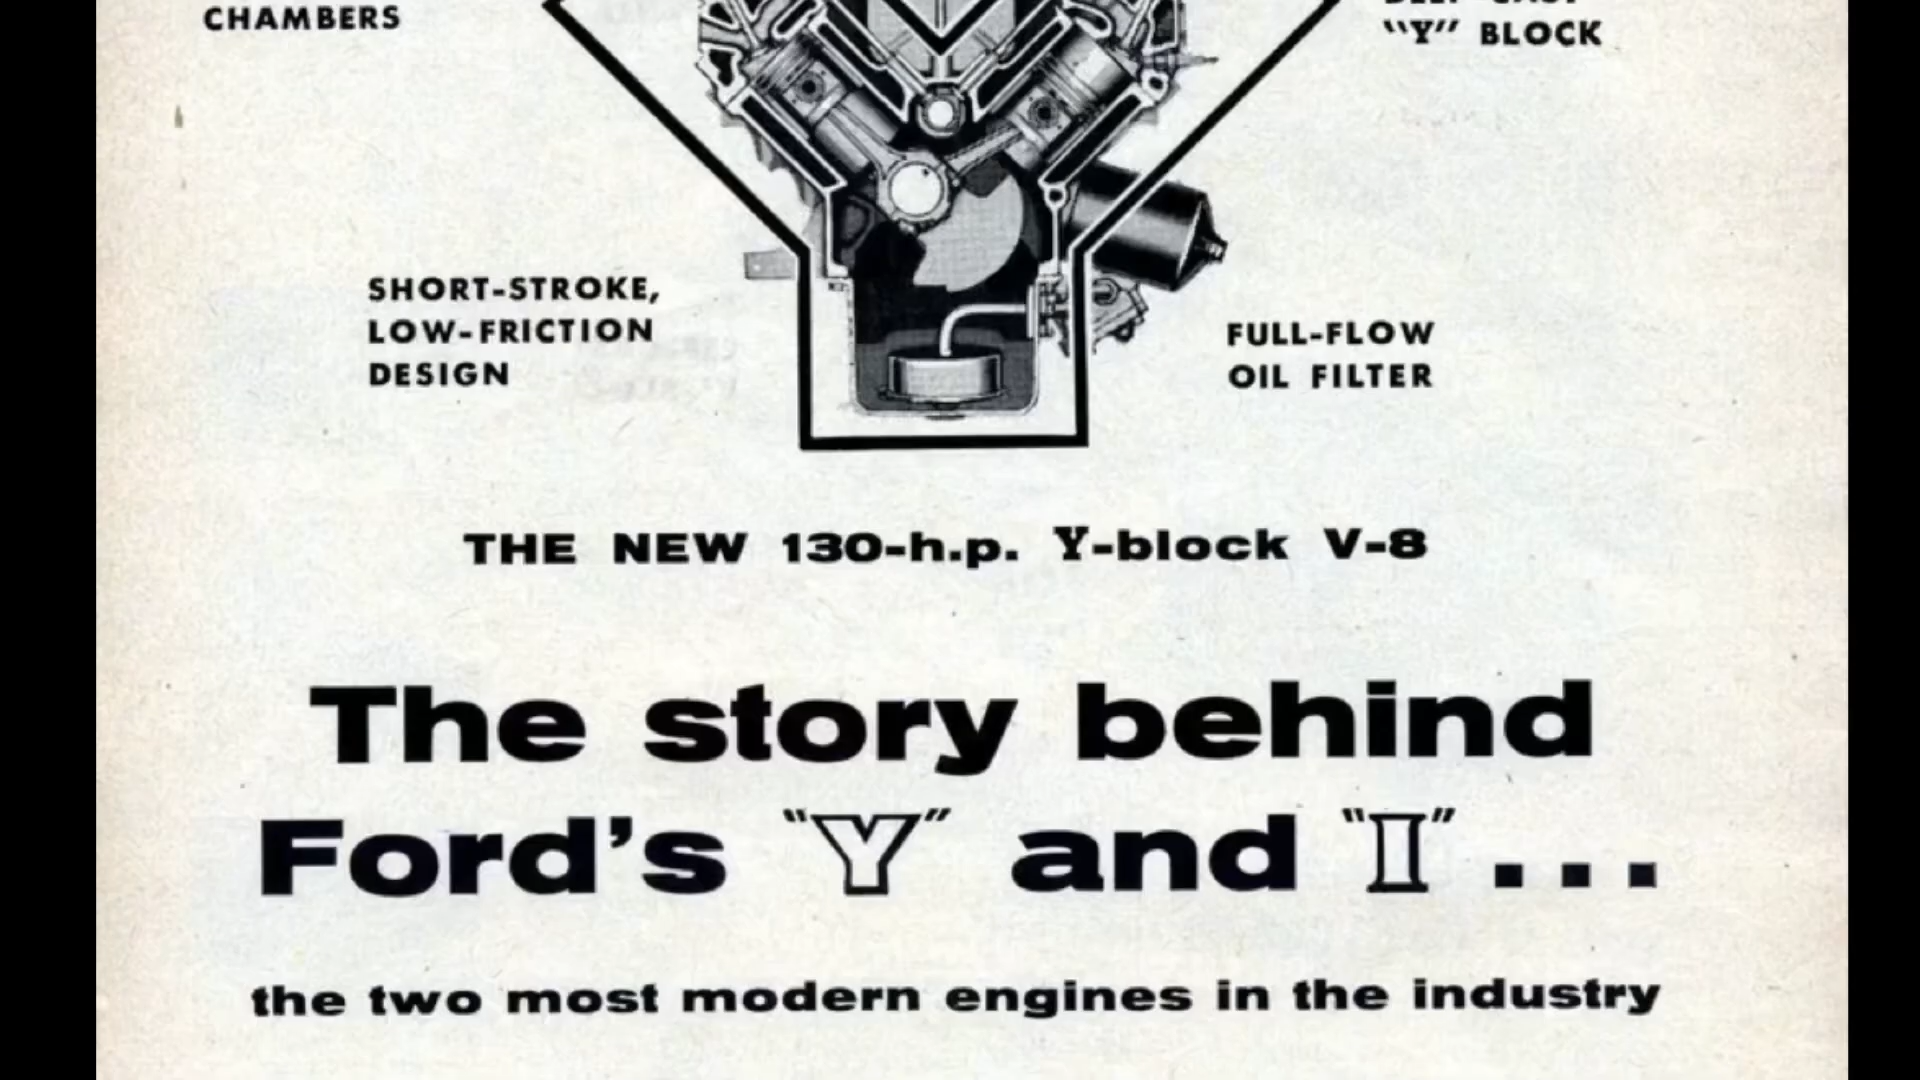 CHAMBERS
"Y" BLOCK
SHORT-STROKE,
LOW-FRICTION
DESIGN
FULL-FLOW
OIL FILTER
THE NEW 130-h.p. Y-block V-8
The story behind
Ford's "Y" and "I"...
the two most modern engines in the industry